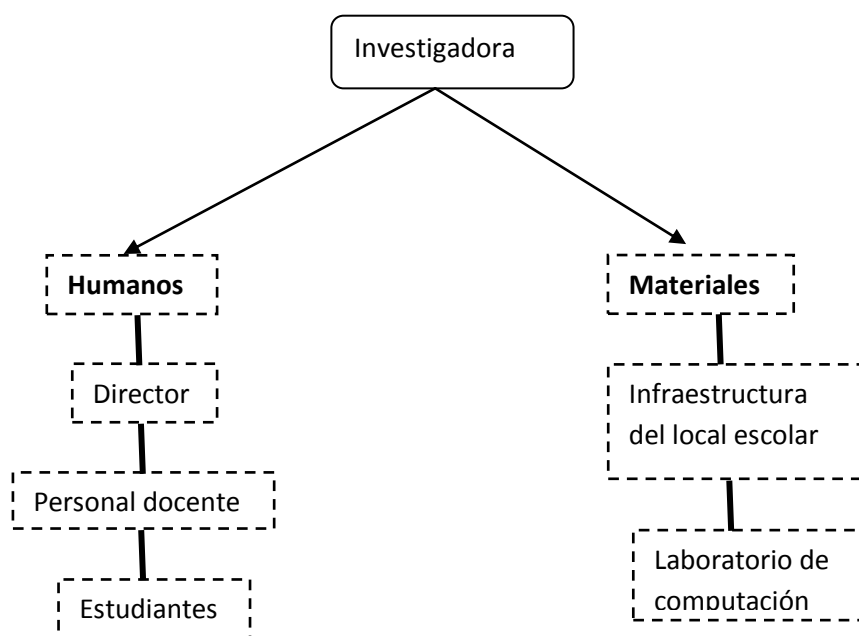 Investigadora
Humanos
Materiales
Director
Infraestructura
del local escolar
Personal docente
Laboratorio de
computación
Estudiantes